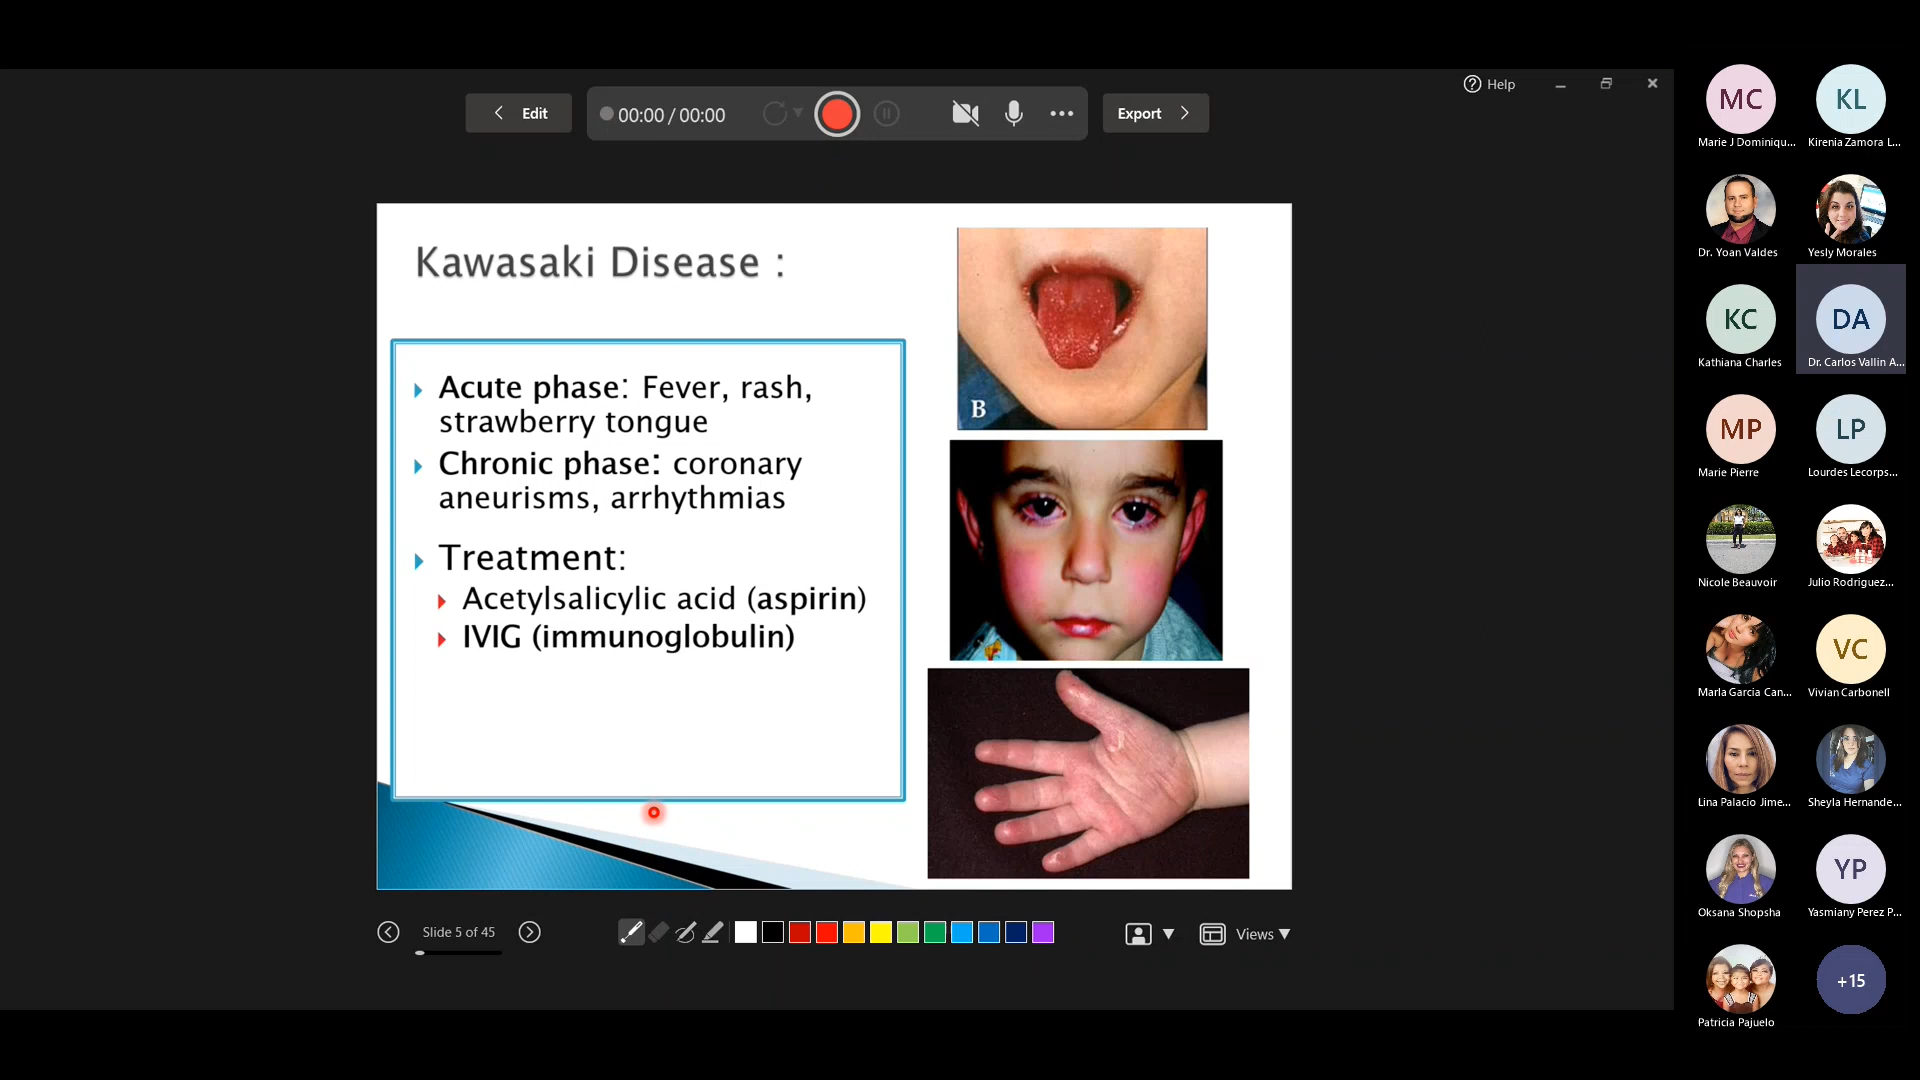 Help
Edit
00:00 / 00:00
Export
Kawasaki Disease :
Acute phase: Fever, rash,
strawberry tongue
Chronic phase: coronary
aneurisms, arrhythmias
Treatment:
Acetylsalicylic acid (aspirin)
IVIG (immunoglobulin)
B
Slide 5 of 45
Views
MC
Marie J Dominiqu...
KL
Kirenia Zamora L...
Dr. Yoan Valdes
Yesly Morales
KC
Kathiana Charles
DA
Dr. Carlos Vallin A...
MP
Marie Pierre
LP
Lourdes Lecorps...
Nicole Beauvoir
Julio Rodriguez...
Marla Garcia Can...
VC
Vivian Carbonell
Lina Palacio Jime...
Sheyla Hernande...
Oksana Shopsha
YP
Yasmiany Perez P...
Patricia Pajuelo
+15